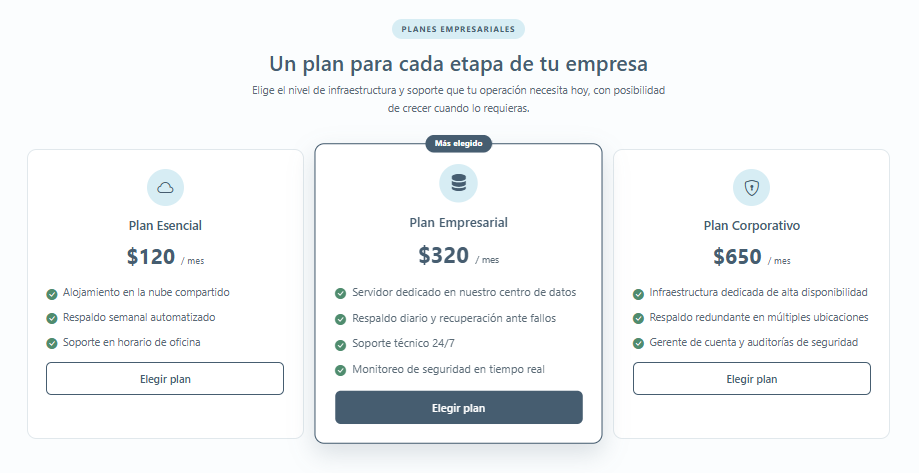 PLANES EMPRESARIALES
Un plan para cada etapa de tu empresa
Elige el nivel de infraestructura y soporte que tu operación necesita hoy, con posibilidad
de crecer cuando lo requieras.
Plan Esencial
$120 / mes
Alojamiento en la nube compartido
Respaldo semanal automatizado
Soporte en horario de oficina
Elegir plan
Más elegido
Plan Empresarial
$320 / mes
Servidor dedicado en nuestro centro de datos
Respaldo diario y recuperación ante fallos
Soporte técnico 24/7
Monitoreo de seguridad en tiempo real
Elegir plan
Plan Corporativo
$650 / mes
Infraestructura dedicada de alta disponibilidad
Respaldo redundante en múltiples ubicaciones
Gerente de cuenta y auditorías de seguridad
Elegir plan